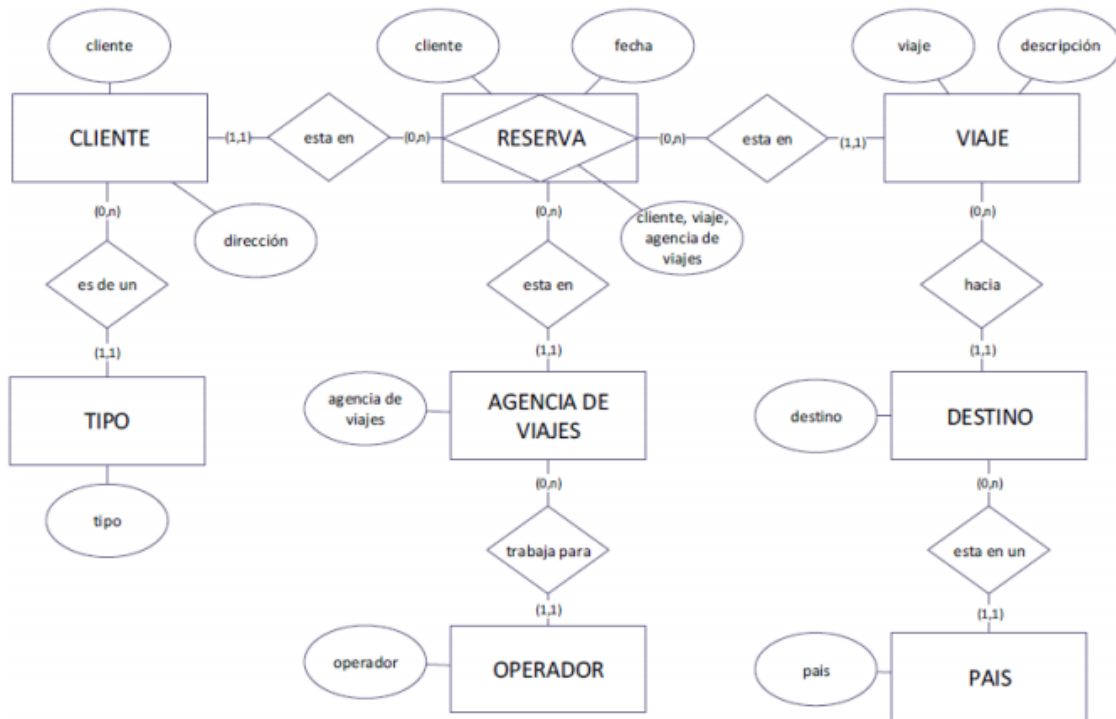 cliente
cliente
fecha
viaje
descripción
CLIENTE
(1,1)
esta en
(0,n)
RESERVA
(0,n)
esta en
(1,1)
VIAJE
(0,n)
dirección
(0,n)
cliente, viaje,
agencia de
viajes
(0,n)
es de un
esta en
hacia
(1,1)
(1,1)
(1,1)
TIPO
agencia de
viajes
AGENCIA DE
VIAJES
destino
DESTINO
(0,n)
(0,n)
tipo
trabaja para
esta en un
(1,1)
(1,1)
operador
OPERADOR
pais
PAIS